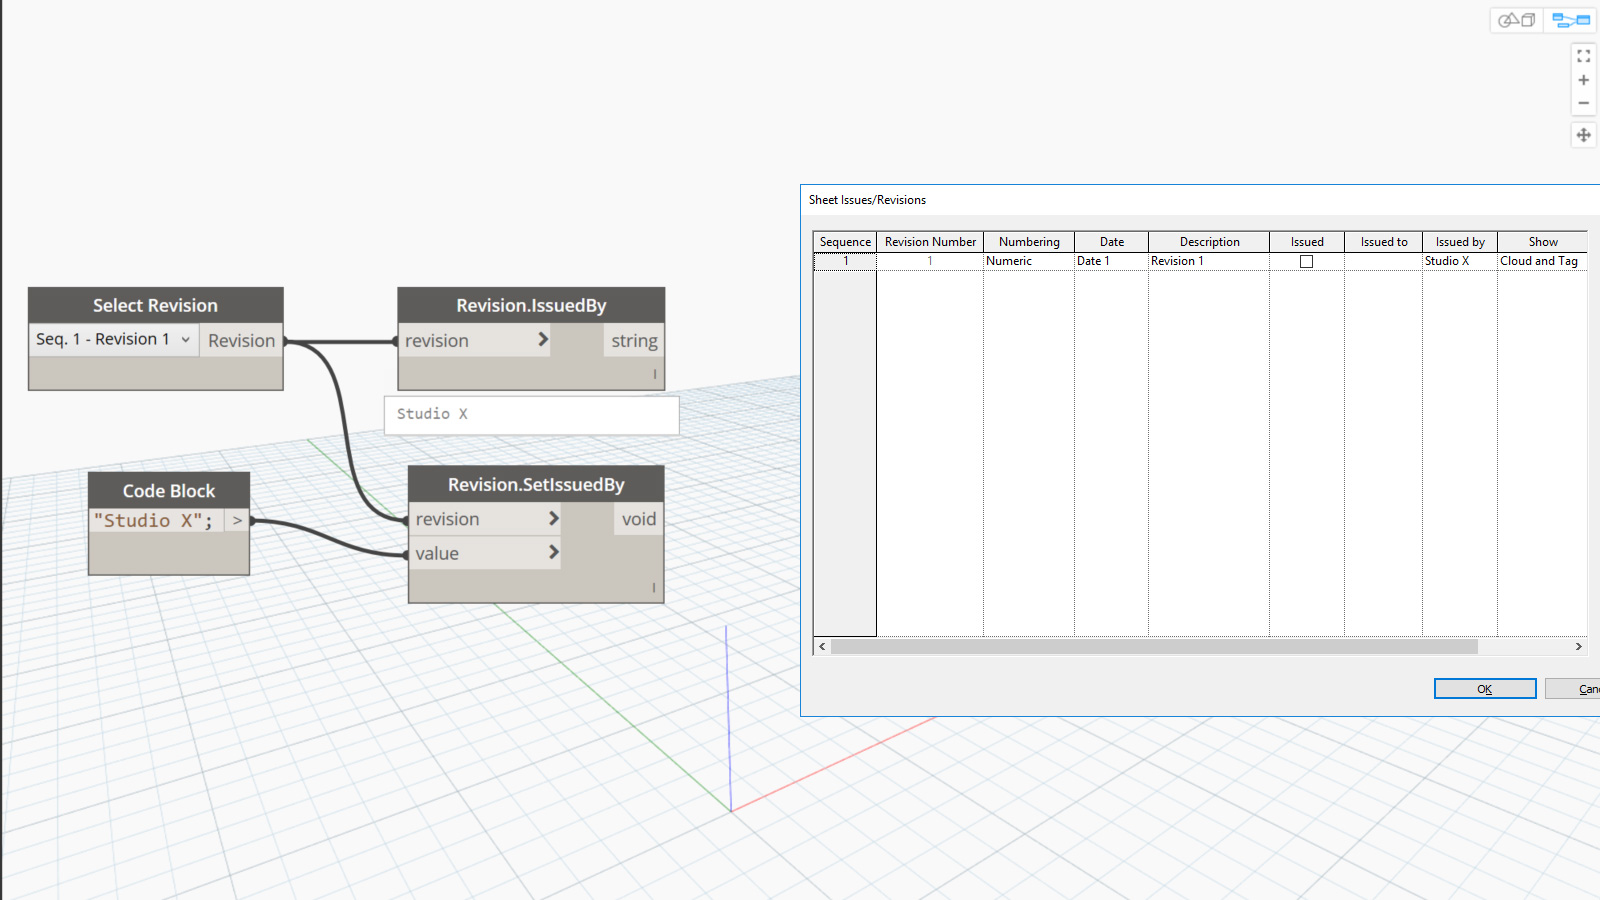 Select Revision
Seq. 1 - Revision 1
Revision
Revision.IssuedBy
revision
string
Studio X
Code Block
"Studio X";
>
Revision.SetIssuedBy
revision
void
value
Sheet Issues/Revisions
Sequence Revision Number Numbering Date Description Issued Issued to Issued by Show
1 1 Numeric Date 1 Revision 1 Studio X Cloud and Tag
OK
Can